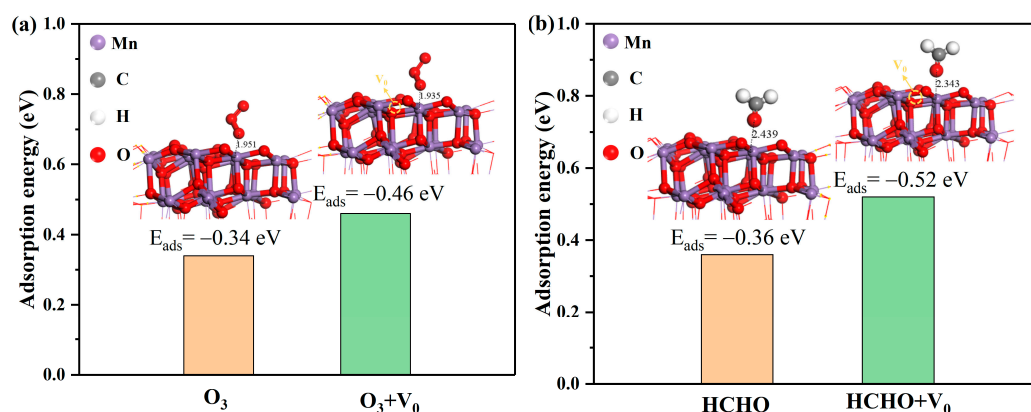 (a)
Adsorption energy (eV)
1.0
0.8
0.6
0.4
0.2
0.0
Mn
C
H
O
V₀
1.951
1.935
Eads= −0.34 eV
Eads= −0.46 eV
O₃
O₃+V₀
(b)
Adsorption energy (eV)
1.0
0.8
0.6
0.4
0.2
0.0
Mn
C
H
O
V₀
2.439
2.343
Eads= −0.36 eV
Eads= −0.52 eV
HCHO
HCHO+V₀